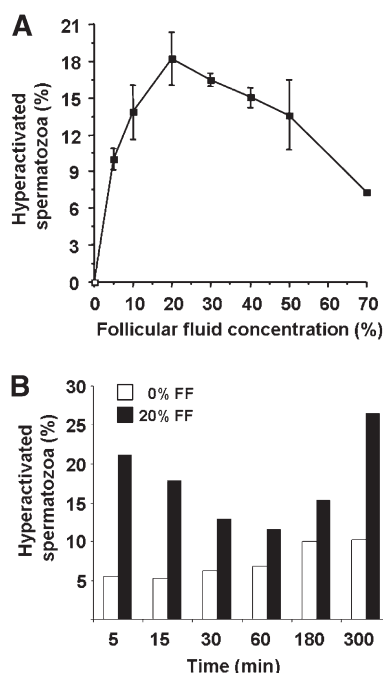 A
Hyperactivated
spermatozoa (%)
21
18
15
12
9
6
3
0
0 10 20 30 40 50 60 70
Follicular fluid concentration (%)
B
Hyperactivated
spermatozoa (%)
30
25
20
15
10
5
0% FF
20% FF
5 15 30 60 180 300
Time (min)